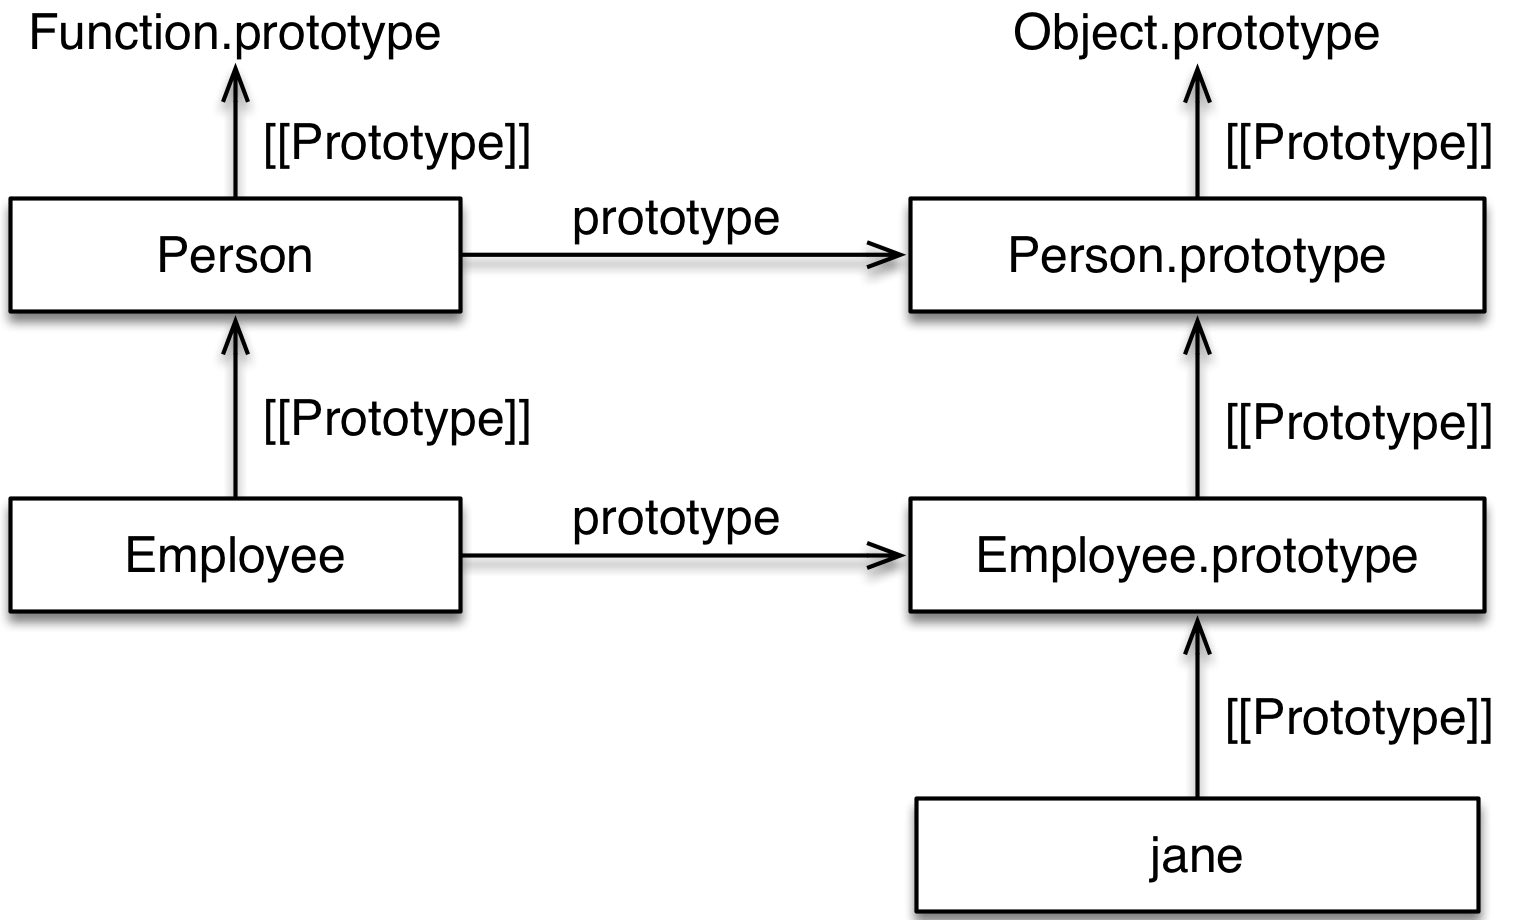 Function.prototype
Object.prototype
[[Prototype]]
[[Prototype]]
Person
prototype
Person.prototype
[[Prototype]]
[[Prototype]]
Employee
prototype
Employee.prototype
[[Prototype]]
jane